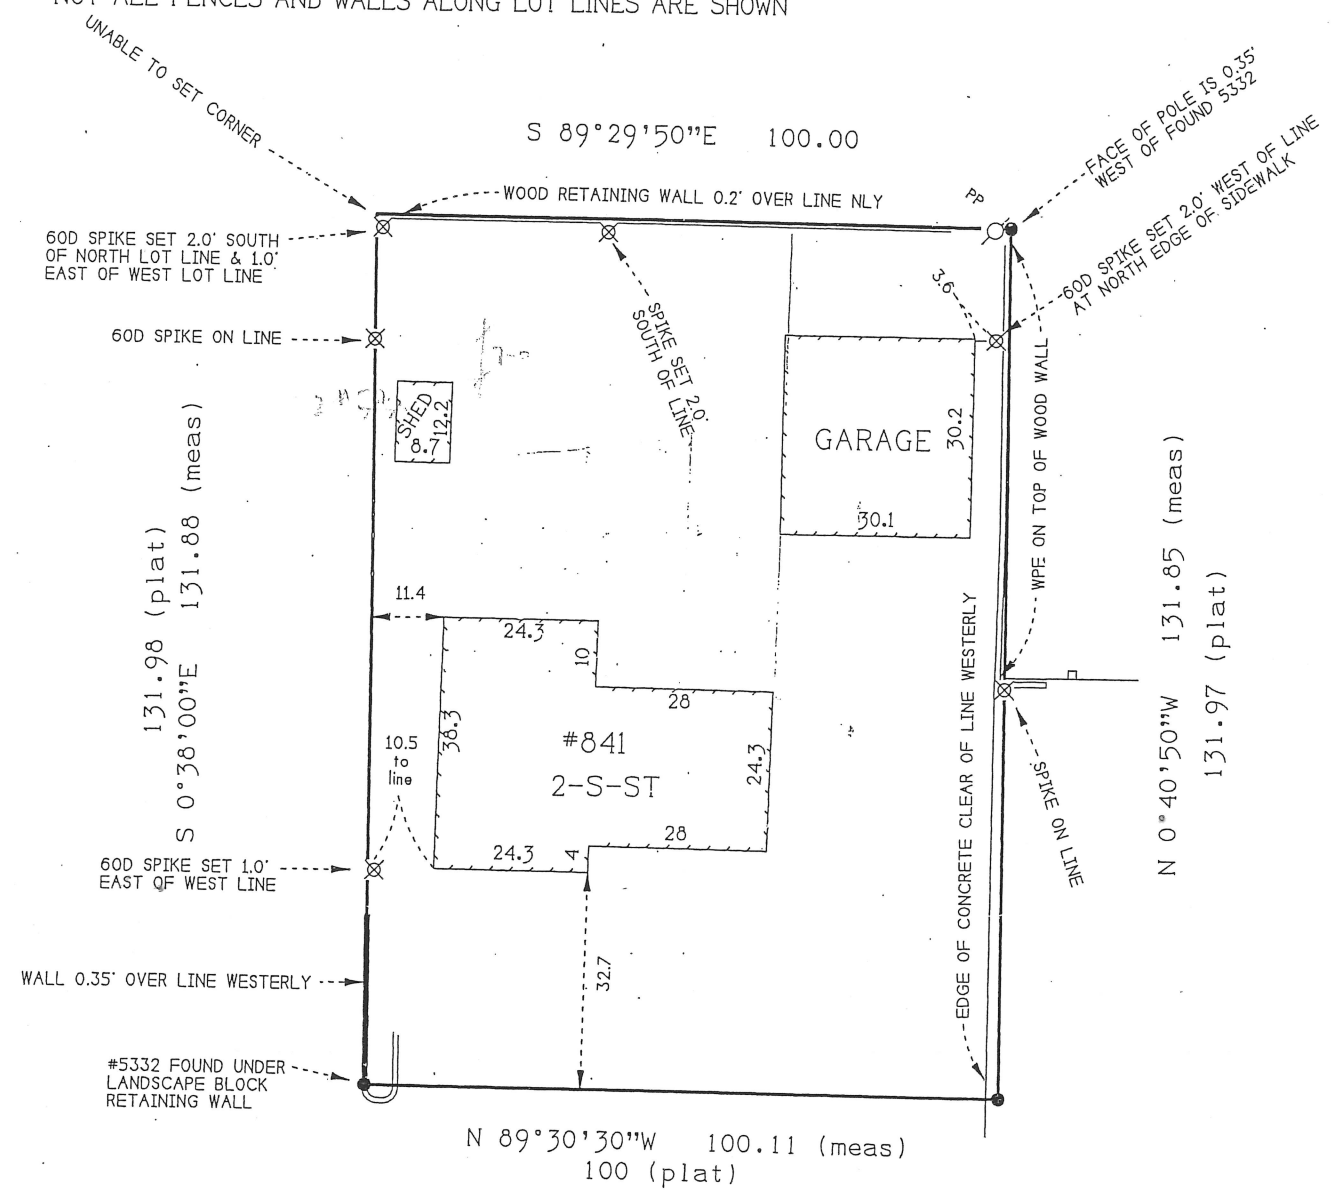 NOT ALL FENCES AND WALLS ALONG LOT LINES ARE SHOWN
UNABLE TO SET CORNER
S 89°29'50"E 100.00
FACE OF POLE IS 0.35'
WEST OF FOUND 5332
WOOD RETAINING WALL 0.2' OVER LINE NLY
PP
60D SPIKE SET 2.0' WEST OF LINE
AT NORTH EDGE OF SIDEWALK
60D SPIKE SET 2.0' SOUTH
OF NORTH LOT LINE & 1.0'
EAST OF WEST LOT LINE
3.6
SPIKE SET 2.0'
SOUTH OF LINE
60D SPIKE ON LINE
SHED
12.2
8.7
GARAGE
30.2
30.1
WPE ON TOP OF WOOD WALL
131.98 (plat)
S 0°38'00"E 131.88 (meas)
N 0°40'50"W 131.85 (meas)
131.97 (plat)
11.4
24.3
10
28
38.3
#841
2-S-ST
24.3
10.5
to
line
28
24.3
4
EDGE OF CONCRETE CLEAR OF LINE WESTERLY
SPIKE ON LINE
60D SPIKE SET 1.0'
EAST OF WEST LINE
32.7
WALL 0.35' OVER LINE WESTERLY
#5332 FOUND UNDER
LANDSCAPE BLOCK
RETAINING WALL
N 89°30'30"W 100.11 (meas)
100 (plat)